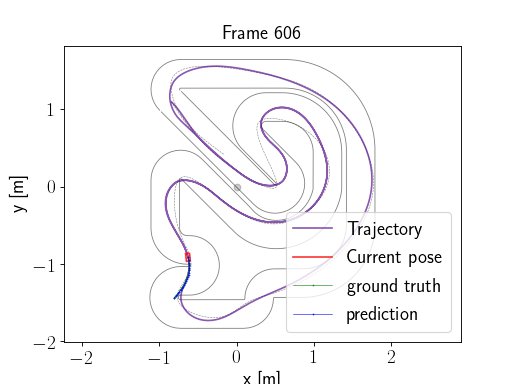 Frame 606
y [m]
1
0
−1
−2
−2
−1
0
1
2
x [m]
Trajectory
Current pose
ground truth
prediction